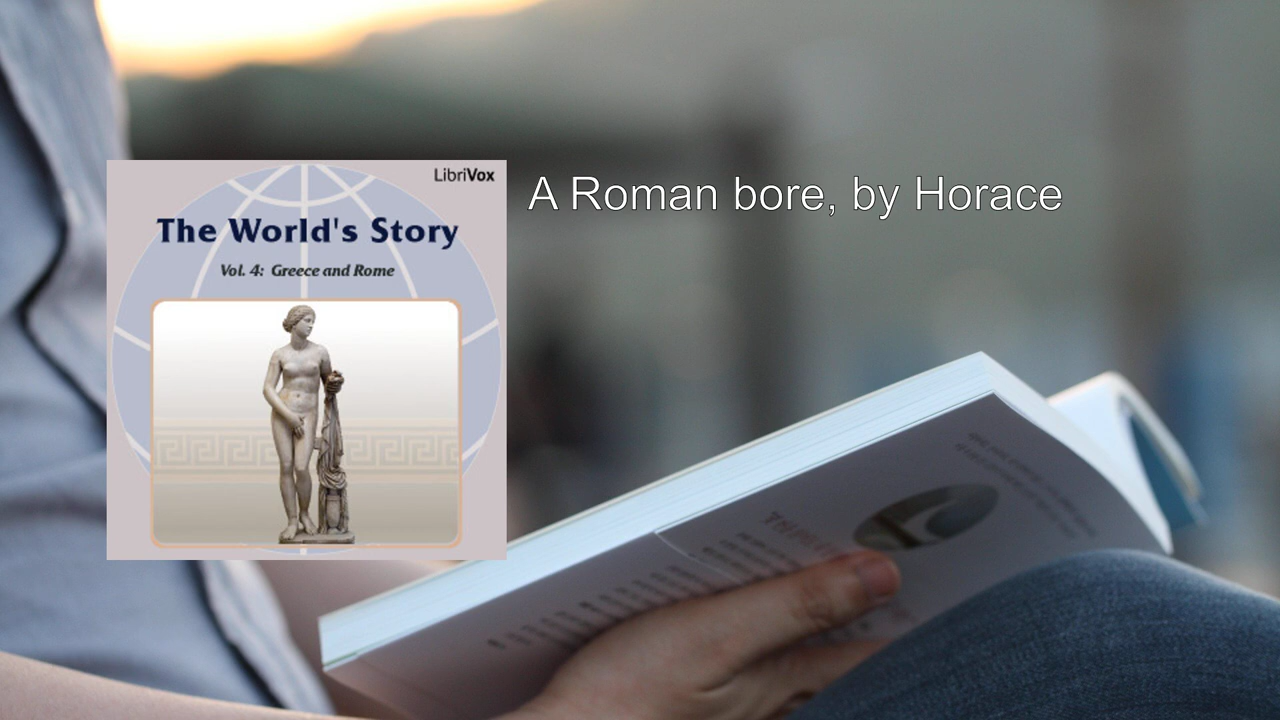 LibriVox
The World's Story
Vol. 4: Greece and Rome
A Roman bore, by Horace